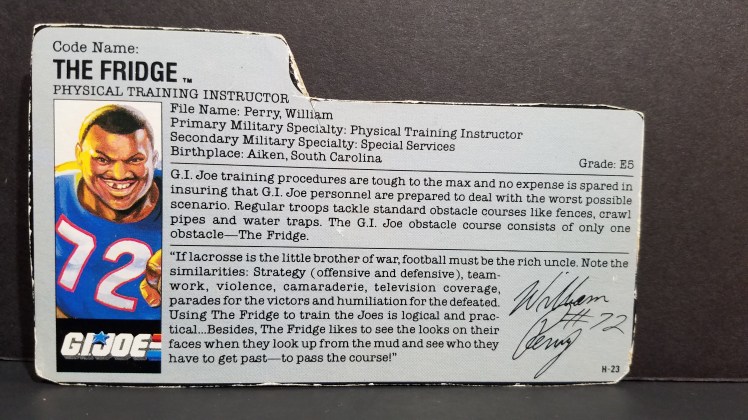 Code Name:
THE FRIDGE ™
PHYSICAL TRAINING INSTRUCTOR
File Name: Perry, William
Primary Military Specialty: Physical Training Instructor
Secondary Military Specialty: Special Services
Birthplace: Aiken, South Carolina
Grade: E5
G.I. Joe training procedures are tough to the max and no expense is spared in
insuring that G.I. Joe personnel are prepared to deal with the worst possible
scenario. Regular troops tackle standard obstacle courses like fences, crawl
pipes and water traps. The G.I. Joe obstacle course consists of only one
obstacle—The Fridge.
"If lacrosse is the little brother of war, football must be the rich uncle. Note the
similarities: Strategy (offensive and defensive), team-
work, violence, camaraderie, television coverage,
parades for the victors and humiliation for the defeated.
Using The Fridge to train the Joes is logical and prac-
tical...Besides, The Fridge likes to see the looks on their
faces when they look up from the mud and see who they
have to get past—to pass the course!"
William
#72
Perry
H-23
72
GI JOE